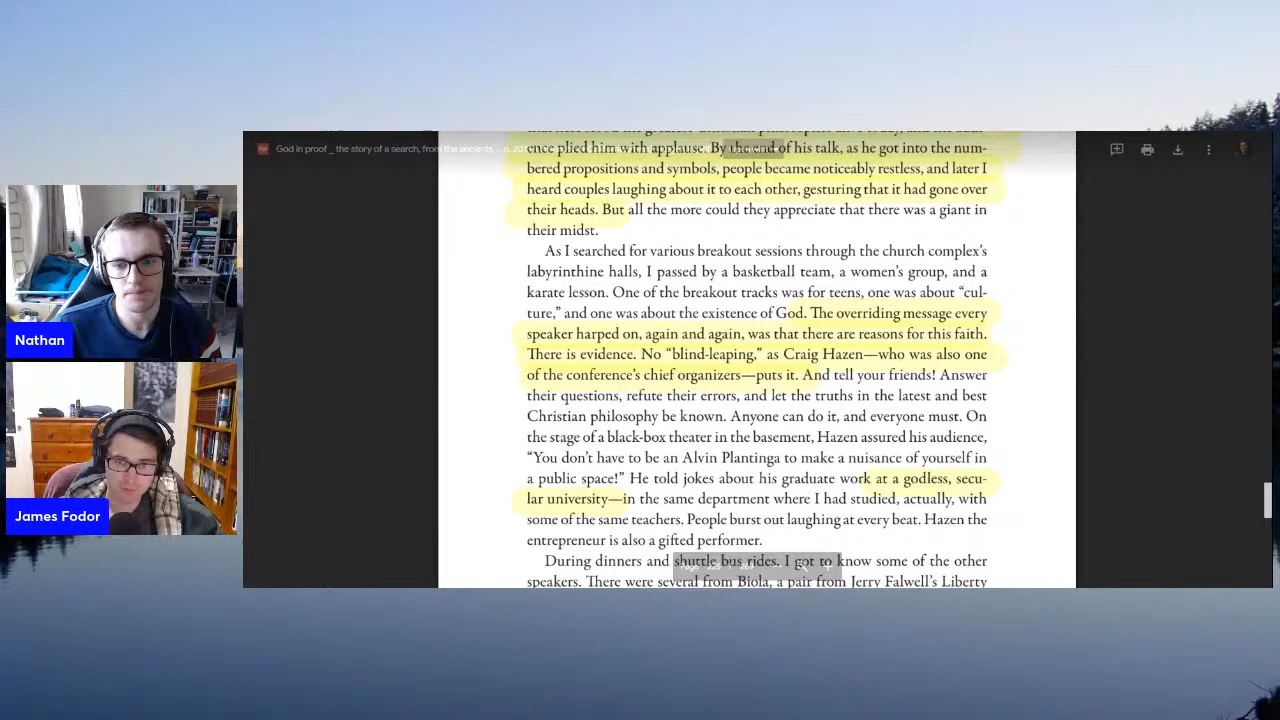 God in proof _ the story of a search, from the ancients
ence plied him with applause. By the end of his talk, as he got into the num-
bered propositions and symbols, people became noticeably restless, and later I
heard couples laughing about it to each other, gesturing that it had gone over
their heads. But all the more could they appreciate that there was a giant in
their midst.
As I searched for various breakout sessions through the church complex’s
labyrinthine halls, I passed by a basketball team, a women’s group, and a
karate lesson. One of the breakout tracks was for teens, one was about “cul-
ture,” and one was about the existence of God. The overriding message every
speaker harped on, again and again, was that there are reasons for this faith.
There is evidence. No “blind-leaping,” as Craig Hazen—who was also one
of the conference’s chief organizers—puts it. And tell your friends! Answer
their questions, refute their errors, and let the truths in the latest and best
Christian philosophy be known. Anyone can do it, and everyone must. On
the stage of a black-box theater in the basement, Hazen assured his audience,
“You don’t have to be an Alvin Plantinga to make a nuisance of yourself in
a public space!” He told jokes about his graduate work at a godless, secu-
lar university—in the same department where I had studied, actually, with
some of the same teachers. People burst out laughing at every beat. Hazen the
entrepreneur is also a gifted performer.
During dinners and shuttle bus rides, I got to know some of the other
speakers. There were several from Biola, a pair from Jerry Falwell’s Liberty
Nathan
James Fodor